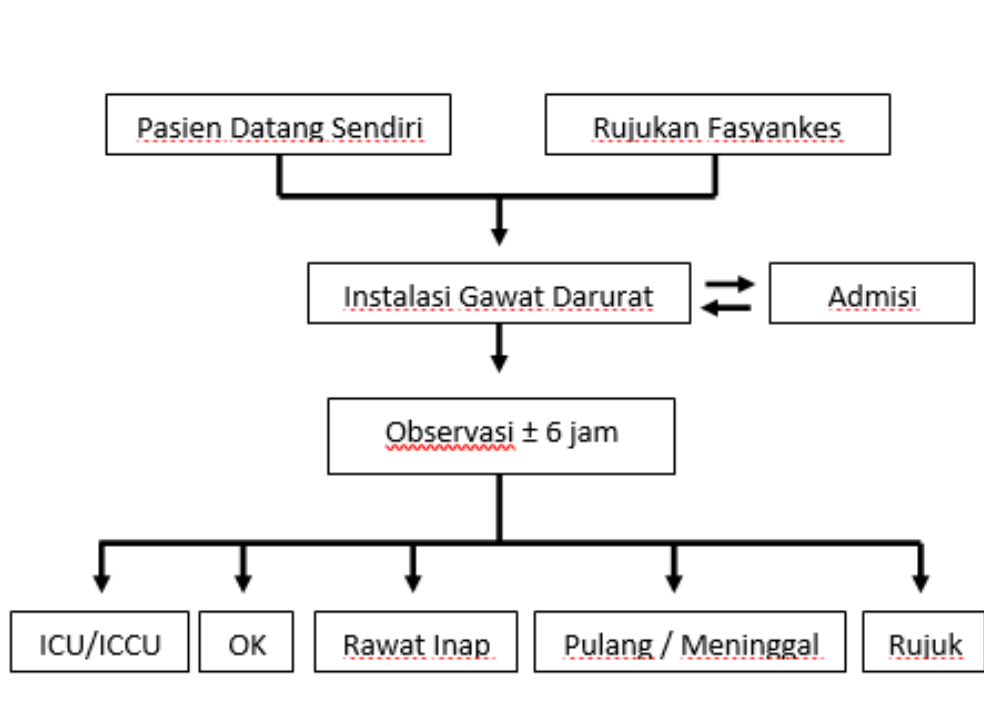 Pasien Datang Sendiri
Rujukan Fasyankes
Instalasi Gawat Darurat
Admisi
Observasi ± 6 jam
ICU/ICCU
OK
Rawat Inap
Pulang / Meninggal
Rujuk